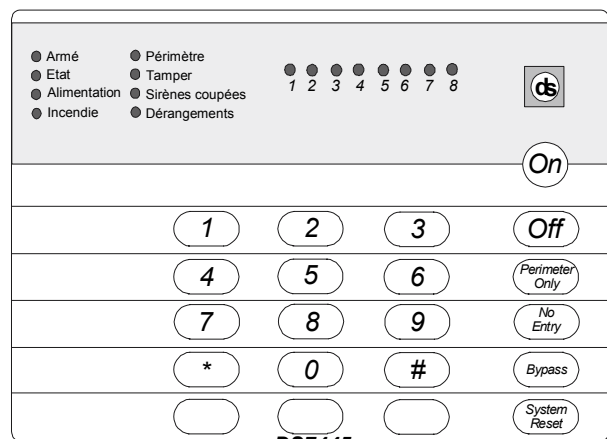 Armé Périmètre
Etat Tamper
Alimentation Sirènes coupées
Incendie Dérangements
1 2 3 4 5 6 7 8
ds
On
1 2 3 Off
4 5 6 Perimeter Only
7 8 9 No Entry
* 0 # Bypass
System Reset